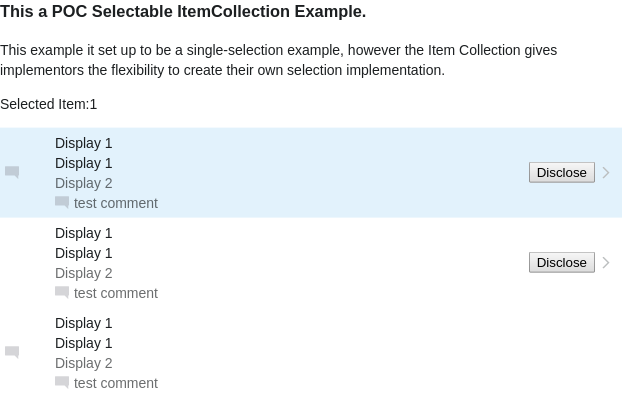 This a POC Selectable ItemCollection Example.
This example it set up to be a single-selection example, however the Item Collection gives
implementors the flexibility to create their own selection implementation.
Selected Item:1
Display 1
Display 1
Disclose
Display 2
test comment
Display 1
Display 1
Disclose
Display 2
test comment
Display 1
Display 1
Display 2
test comment